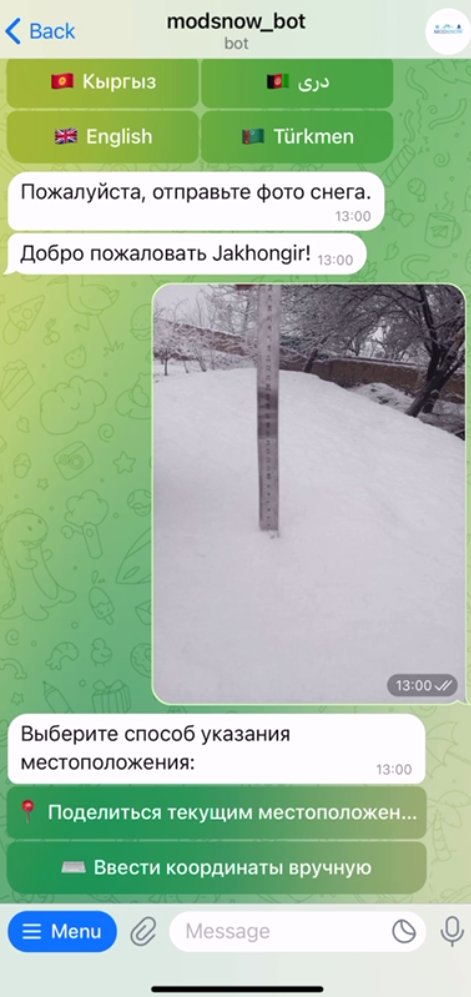 Back
modsnow_bot
bot
Кыргыз
دری
English
Türkmen
Пожалуйста, отправьте фото снега.
13:00
Добро пожаловать Jakhongir! 13:00
13:00
Выберите способ указания
местоположения:
13:00
Поделиться текущим местоположен...
Ввести координаты вручную
Menu
Message